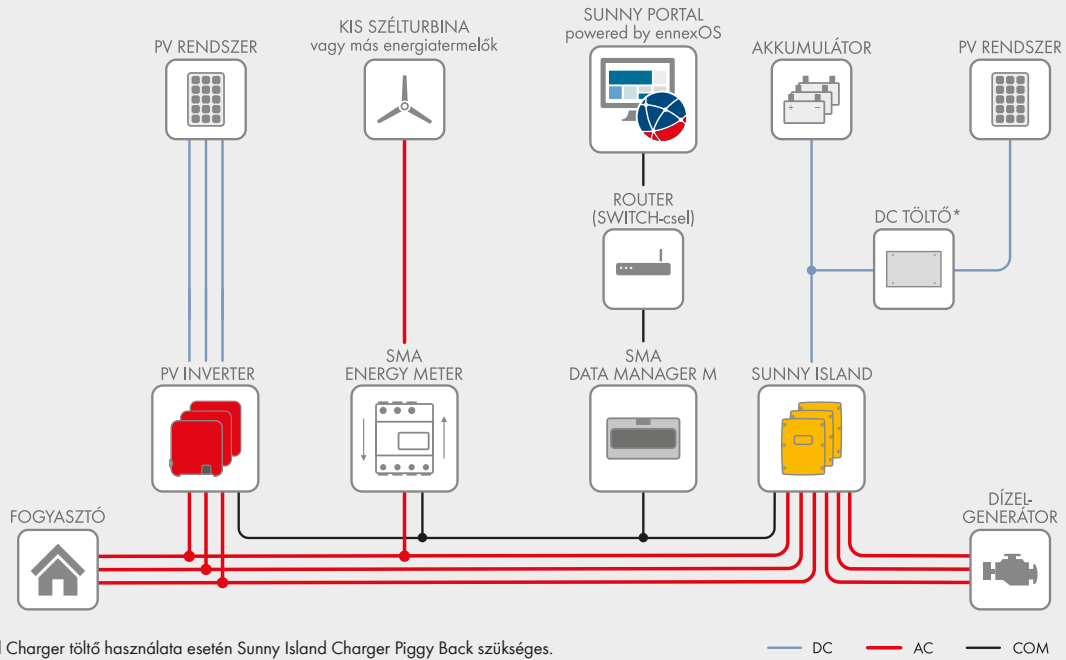 KIS SZÉLTURBINA
vagy más energiatermelők
SUNNY PORTAL
powered by ennexOS
PV RENDSZER
AKKUMULÁTOR
PV RENDSZER
ROUTER
(SWITCH-csel)
DC TÖLTŐ*
PV INVERTER
SMA
ENERGY METER
SMA
DATA MANAGER M
SUNNY ISLAND
FOGYASZTÓ
DÍZEL-
GENERÁTOR
Charger töltő használata esetén Sunny Island Charger Piggy Back szükséges.
DC
AC
COM